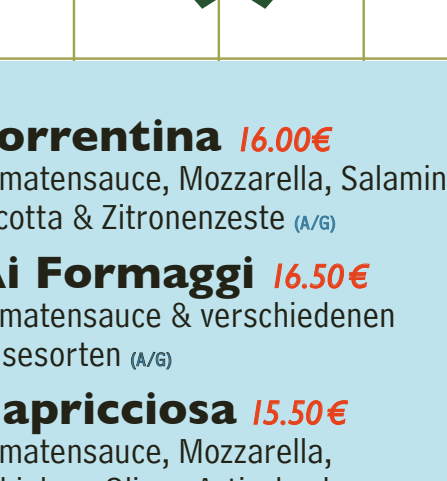 orrentina 16.00€
matensauce, Mozzarella, Salamin
cotta & Zitronenzeste (A/G)
Ai Formaggi 16.50€
matensauce & verschiedenen
sesorten (A/G)
apricciosa 15.50€
matensauce, Mozzarella,